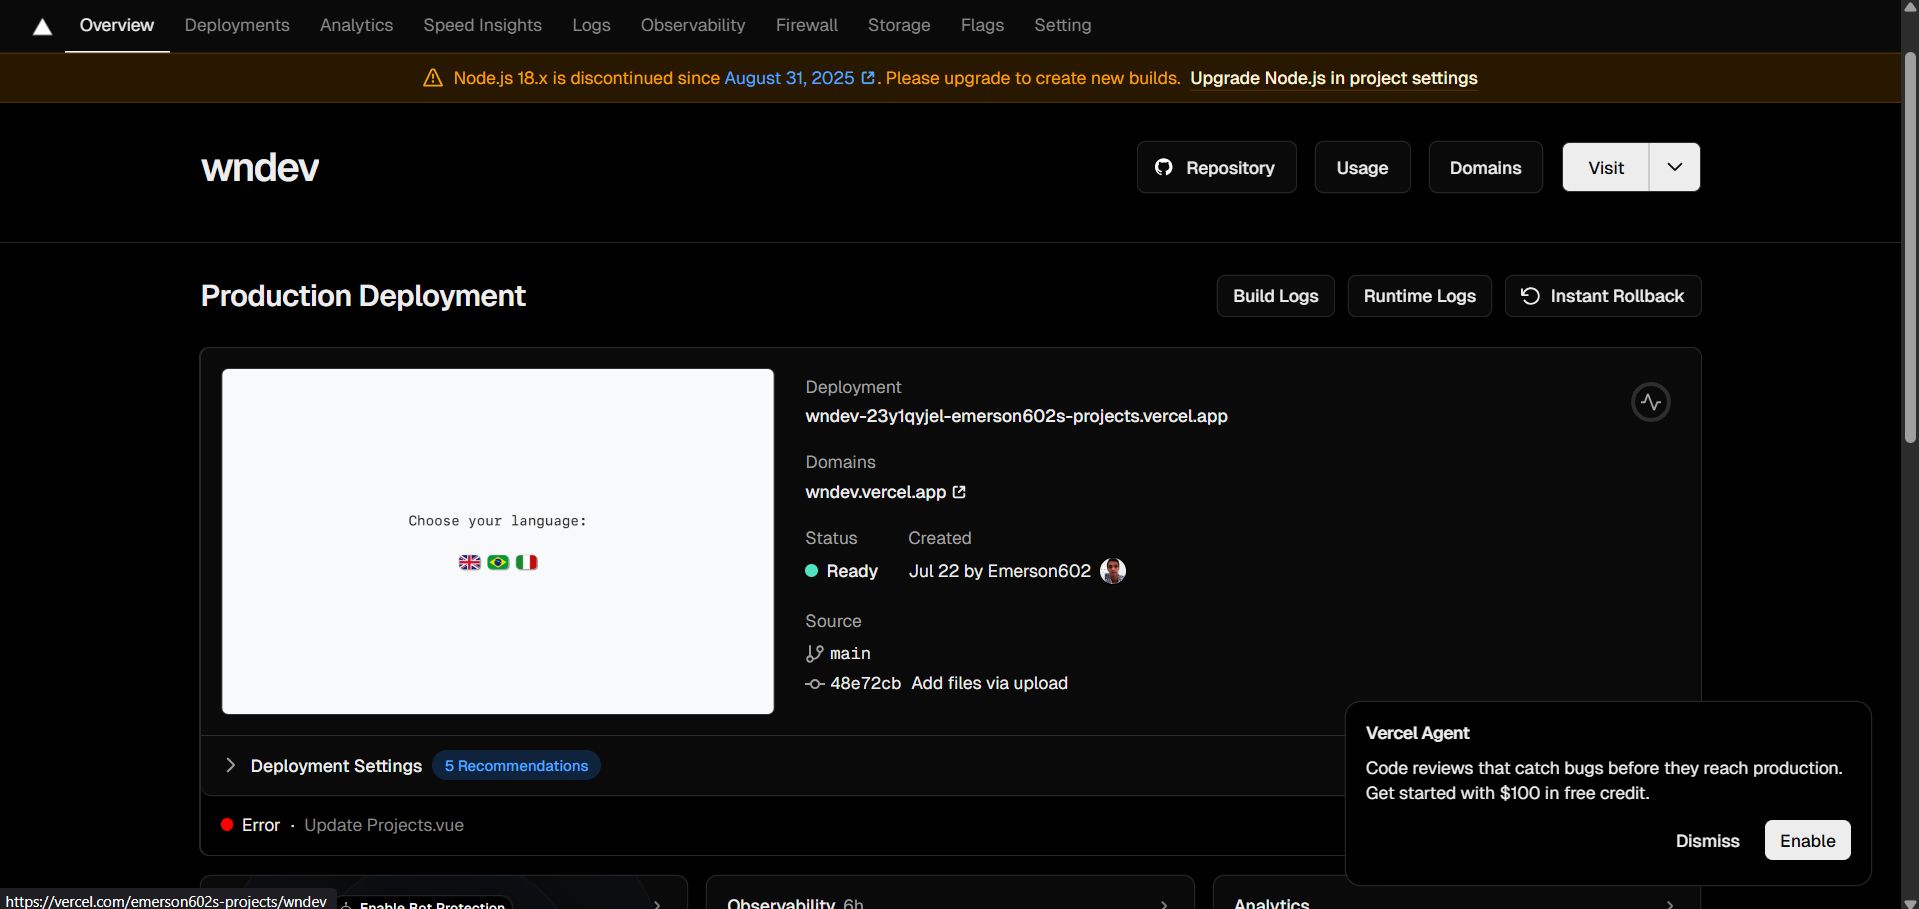 Overview Deployments Analytics Speed Insights Logs Observability Firewall Storage Flags Setting
Node.js 18.x is discontinued since August 31, 2025. Please upgrade to create new builds. Upgrade Node.js in project settings
wndev
Repository Usage Domains Visit
Production Deployment
Build Logs Runtime Logs Instant Rollback
Choose your language:
Deployment
wndev-23y1qyjel-emerson602s-projects.vercel.app
Domains
wndev.vercel.app
Status Created
Ready Jul 22 by Emerson602
Source
main
48e72cb Add files via upload
Deployment Settings 5 Recommendations
Error · Update Projects.vue
Vercel Agent
Code reviews that catch bugs before they reach production.
Get started with $100 in free credit.
Dismiss Enable
https://vercel.com/emerson602s-projects/wndev
Enable Bot Protection
Observability 6h
Analytics